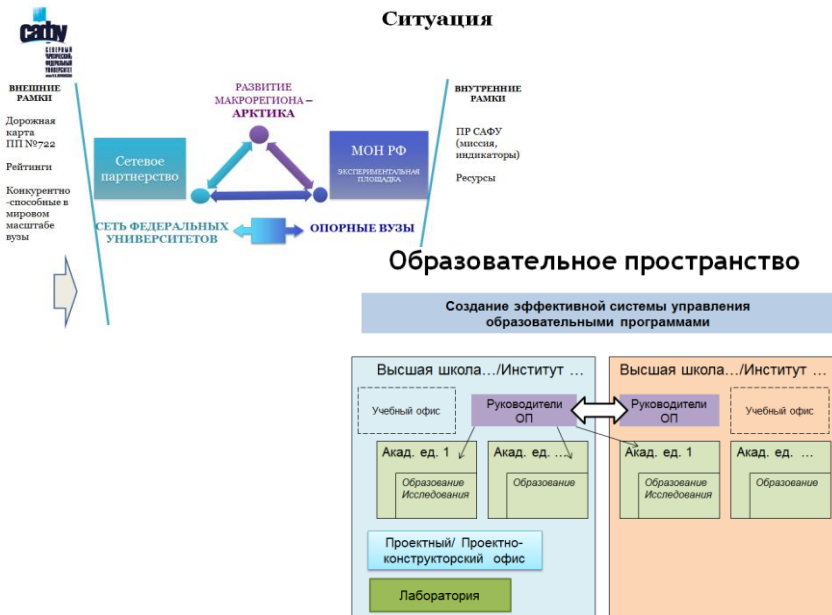 Ситуация
сафу
СЕВЕРНЫЙ
(АРКТИЧЕСКИЙ)
ФЕДЕРАЛЬНЫЙ
УНИВЕРСИТЕТ
ВНЕШНИЕ
РАМКИ
Дорожная
карта
ПП №722
Рейтинги
Конкурентно
-способные в
мировом
масштабе
вузы
РАЗВИТИЕ
МАКРОРЕГИОНА –
АРКТИКА
Сетевое
партнерство
МОН РФ
ЭКСПЕРИМЕНТАЛЬНАЯ
ПЛОЩАДКА
СЕТЬ ФЕДЕРАЛЬНЫХ
УНИВЕРСИТЕТОВ
ОПОРНЫЕ ВУЗЫ
ВНУТРЕННИЕ
РАМКИ
ПР САФУ
(миссия,
индикаторы)
Ресурсы
Образовательное пространство
Создание эффективной системы управления
образовательными программами
Высшая школа.../Институт ...
Учебный офис
Руководители
ОП
Акад. ед. 1
Образование
Исследования
Акад. ед. ...
Образование
Проектный/ Проектно-
конструкторский офис
Лаборатория
Высшая школа.../Институт ...
Руководители
ОП
Учебный офис
Акад. ед. 1
Образование
Исследования
Акад. ед. ...
Образование